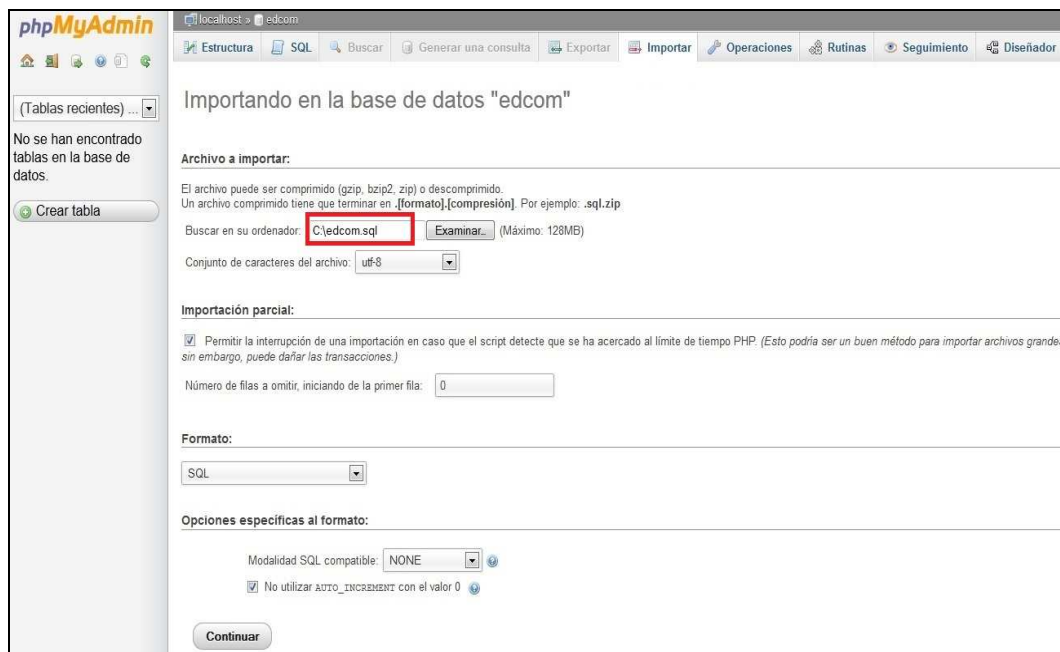 phpMyAdmin
(Tablas recientes) ...
No se han encontrado
tablas en la base de
datos.
Crear tabla
localhost » edcom
Estructura SQL Buscar Generar una consulta Exportar Importar Operaciones Rutinas Seguimiento Diseñador
Importando en la base de datos "edcom"
Archivo a importar:
El archivo puede ser comprimido (gzip, bzip2, zip) o descomprimido.
Un archivo comprimido tiene que terminar en .[formato].[compresión]. Por ejemplo: .sql.zip
Buscar en su ordenador: C:\edcom.sql Examinar_ (Máximo: 128MB)
Conjunto de caracteres del archivo: utf-8
Importación parcial:
Permitir la interrupción de una importación en caso que el script detecte que se ha acercado al límite de tiempo PHP. (Esto podría ser un buen método para importar archivos grandes
sin embargo, puede dañar las transacciones.)
Número de filas a omitir, iniciando de la primer fila: 0
Formato:
SQL
Opciones específicas al formato:
Modalidad SQL compatible: NONE
No utilizar AUTO_INCREMENT con el valor 0
Continuar